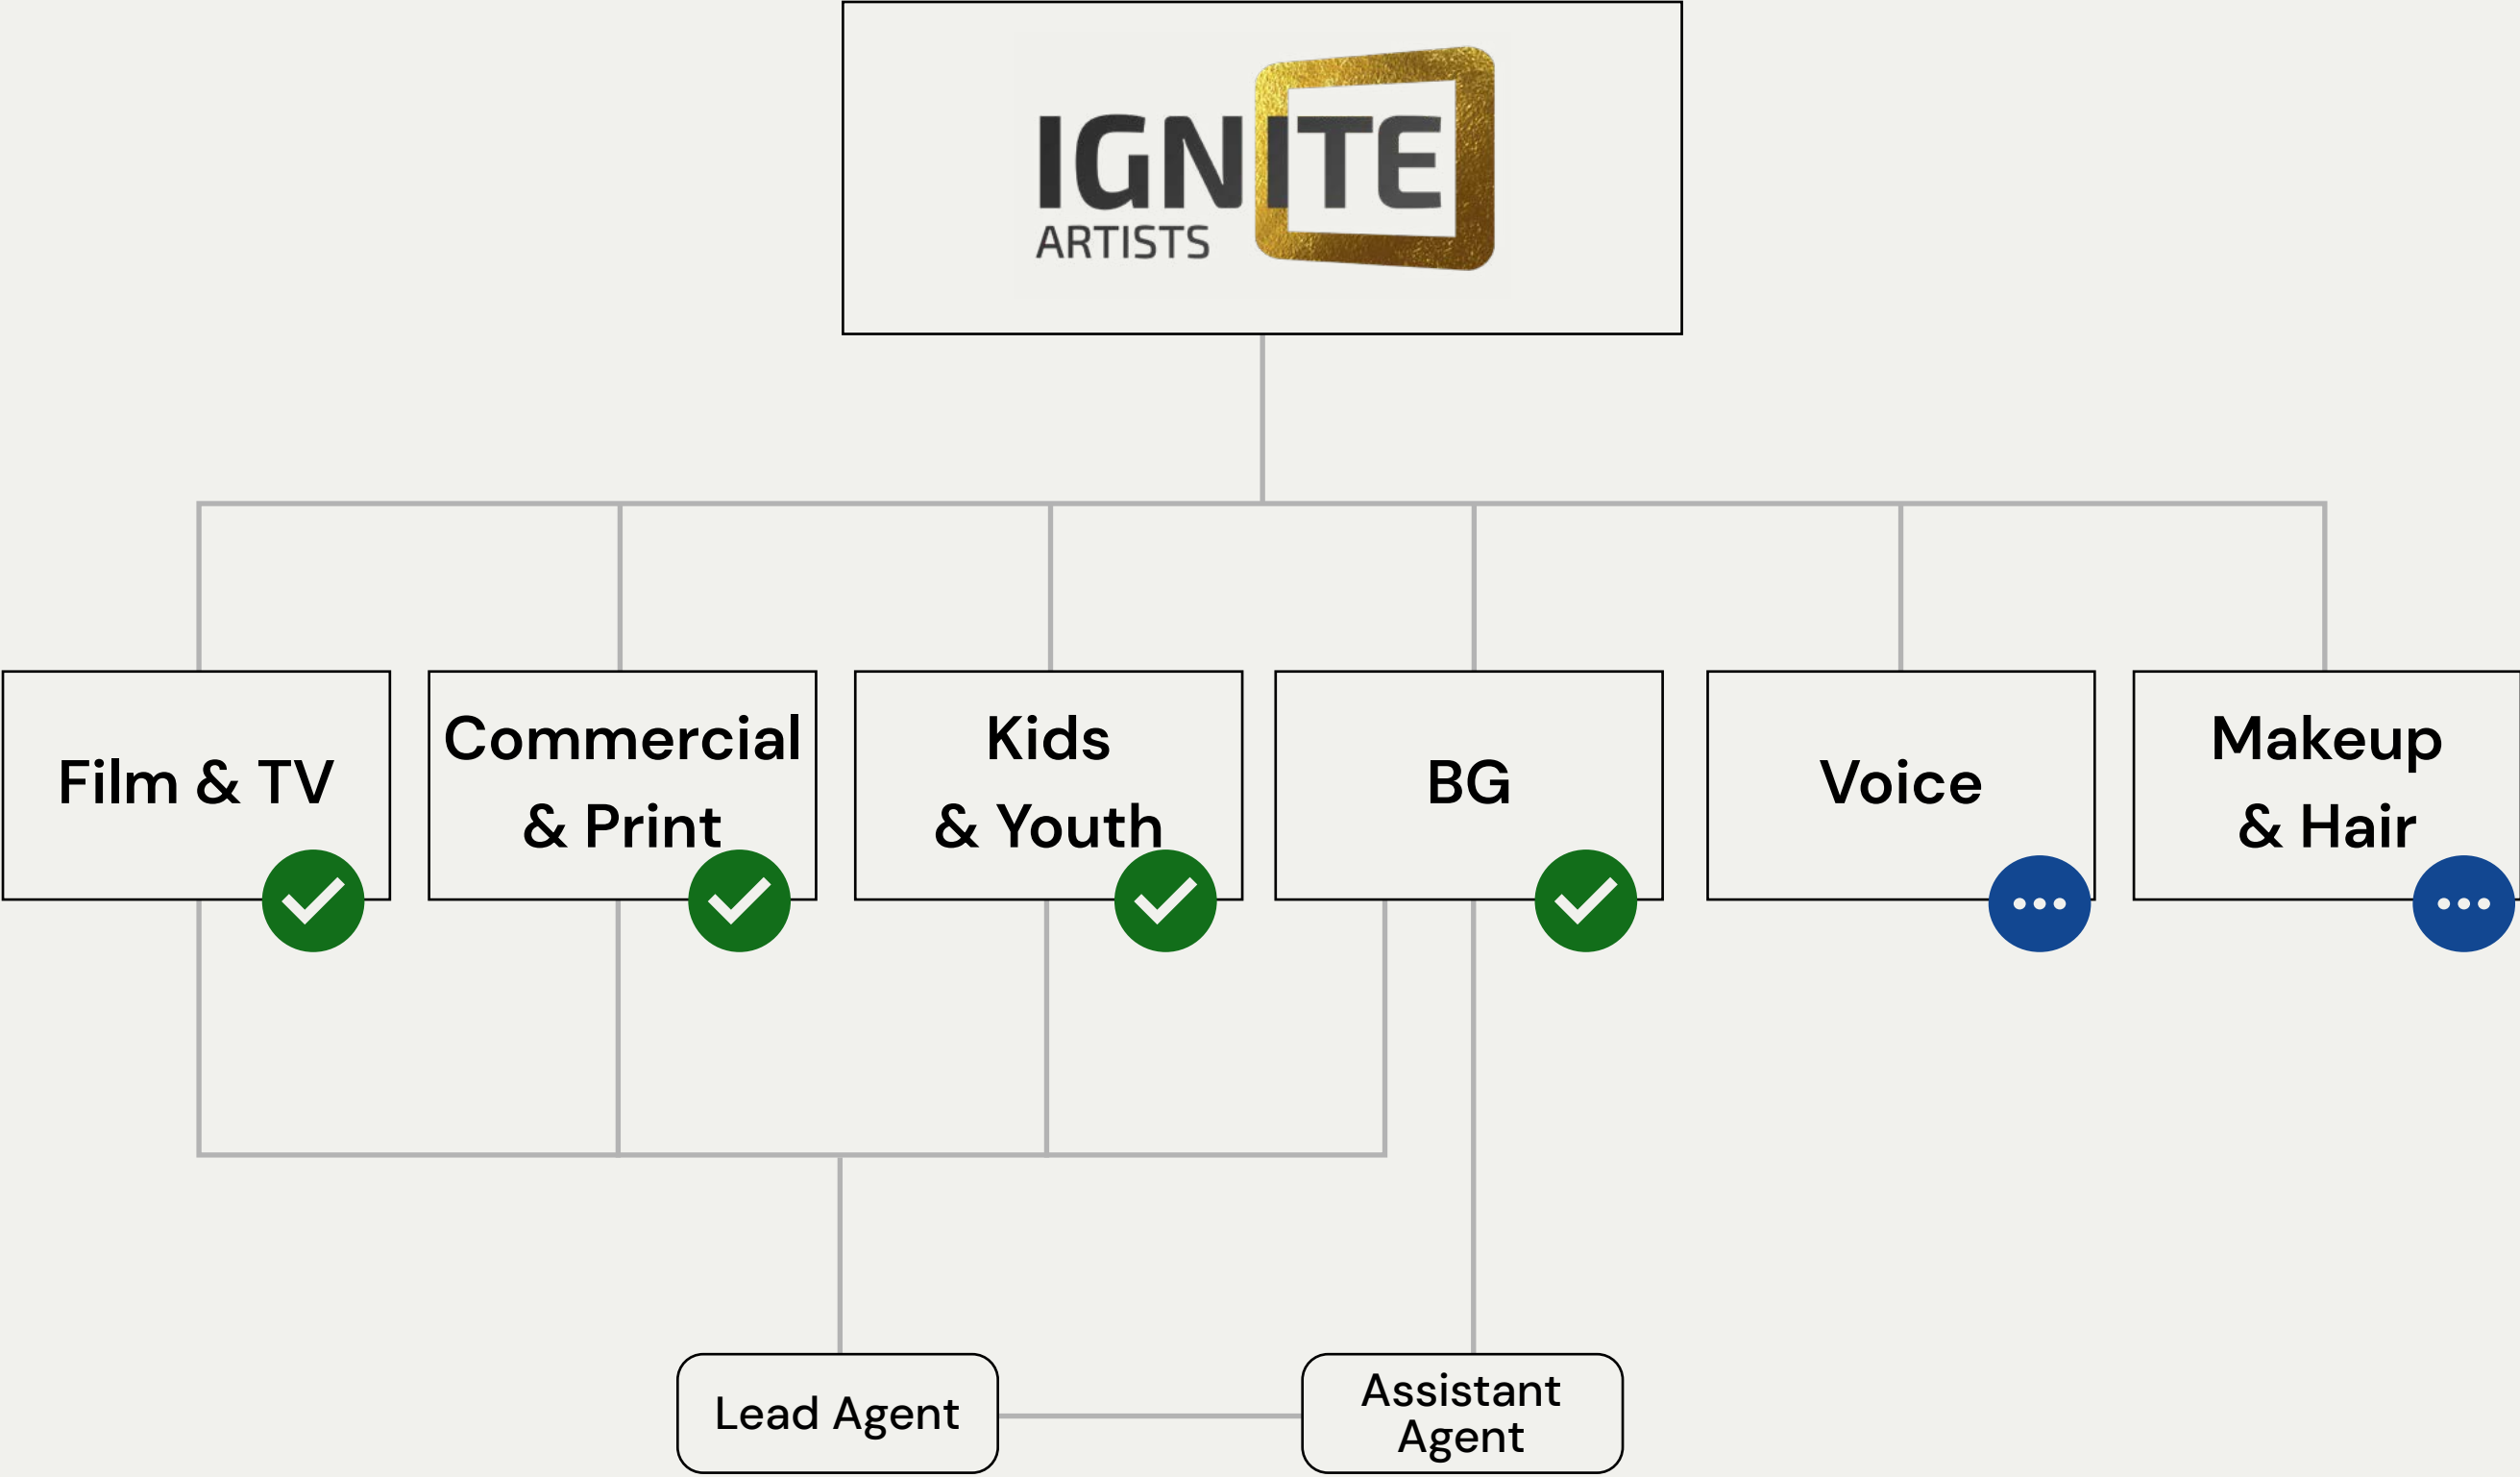 IGNITE
ARTISTS
Film & TV
Commercial
& Print
Kids
& Youth
BG
Voice
Makeup
& Hair
Lead Agent
Assistant
Agent